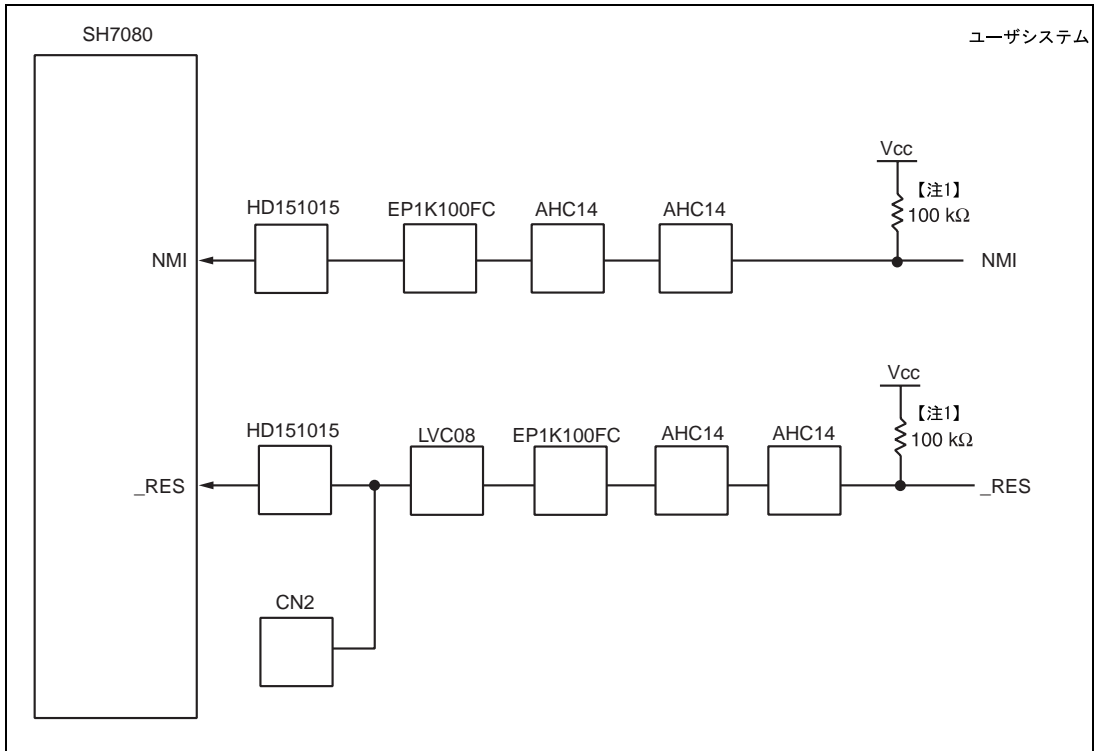 SH7080
ユーザシステム
Vcc
【注1】
100 kΩ
HD151015
EP1K100FC
AHC14
AHC14
NMI
NMI
Vcc
【注1】
100 kΩ
HD151015
LVC08
EP1K100FC
AHC14
AHC14
_RES
_RES
CN2